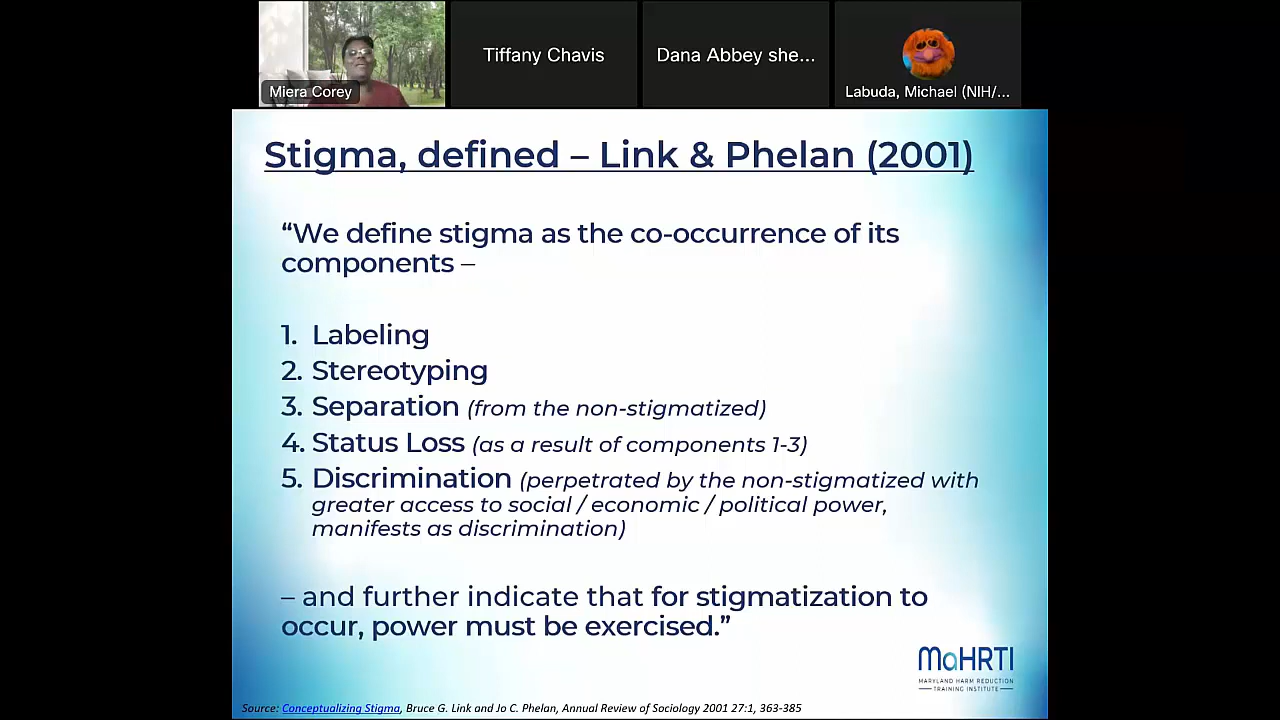 Miera Corey
Tiffany Chavis
Dana Abbey she...
Labuda, Michael (NIH/...
Stigma, defined – Link & Phelan (2001)
“We define stigma as the co-occurrence of its
components –
1. Labeling
2. Stereotyping
3. Separation (from the non-stigmatized)
4. Status Loss (as a result of components 1-3)
5. Discrimination (perpetrated by the non-stigmatized with
greater access to social / economic / political power,
manifests as discrimination)
– and further indicate that for stigmatization to
occur, power must be exercised.”
MaHRTI
MARYLAND HARM REDUCTION
TRAINING INSTITUTE
Source: Conceptualizing Stigma, Bruce G. Link and Jo C. Phelan, Annual Review of Sociology 2001 27:1, 363-385